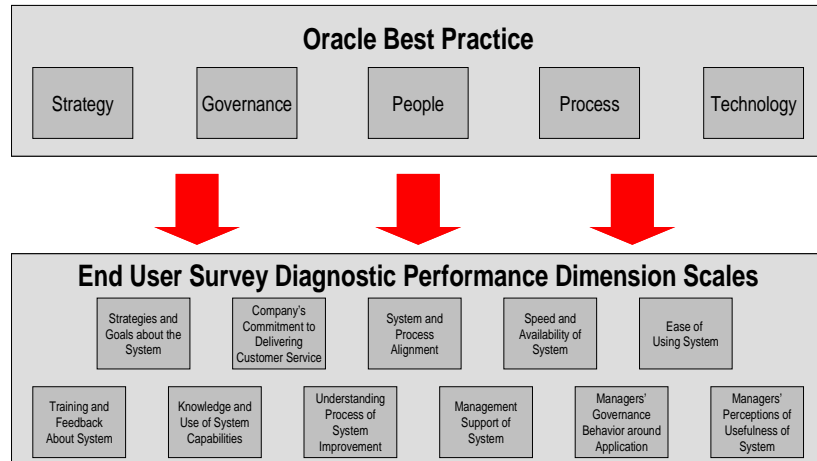 Oracle Best Practice
Strategy
Governance
People
Process
Technology
End User Survey Diagnostic Performance Dimension Scales
Strategies and
Goals about the
System
Company's
Commitment to
Delivering
Customer Service
System and
Process
Alignment
Speed and
Availability of
System
Ease of
Using System
Training and
Feedback
About System
Knowledge and
Use of System
Capabilities
Understanding
Process of
System
Improvement
Management
Support of
System
Managers'
Governance
Behavior around
Application
Managers'
Perceptions of
Usefulness of
System